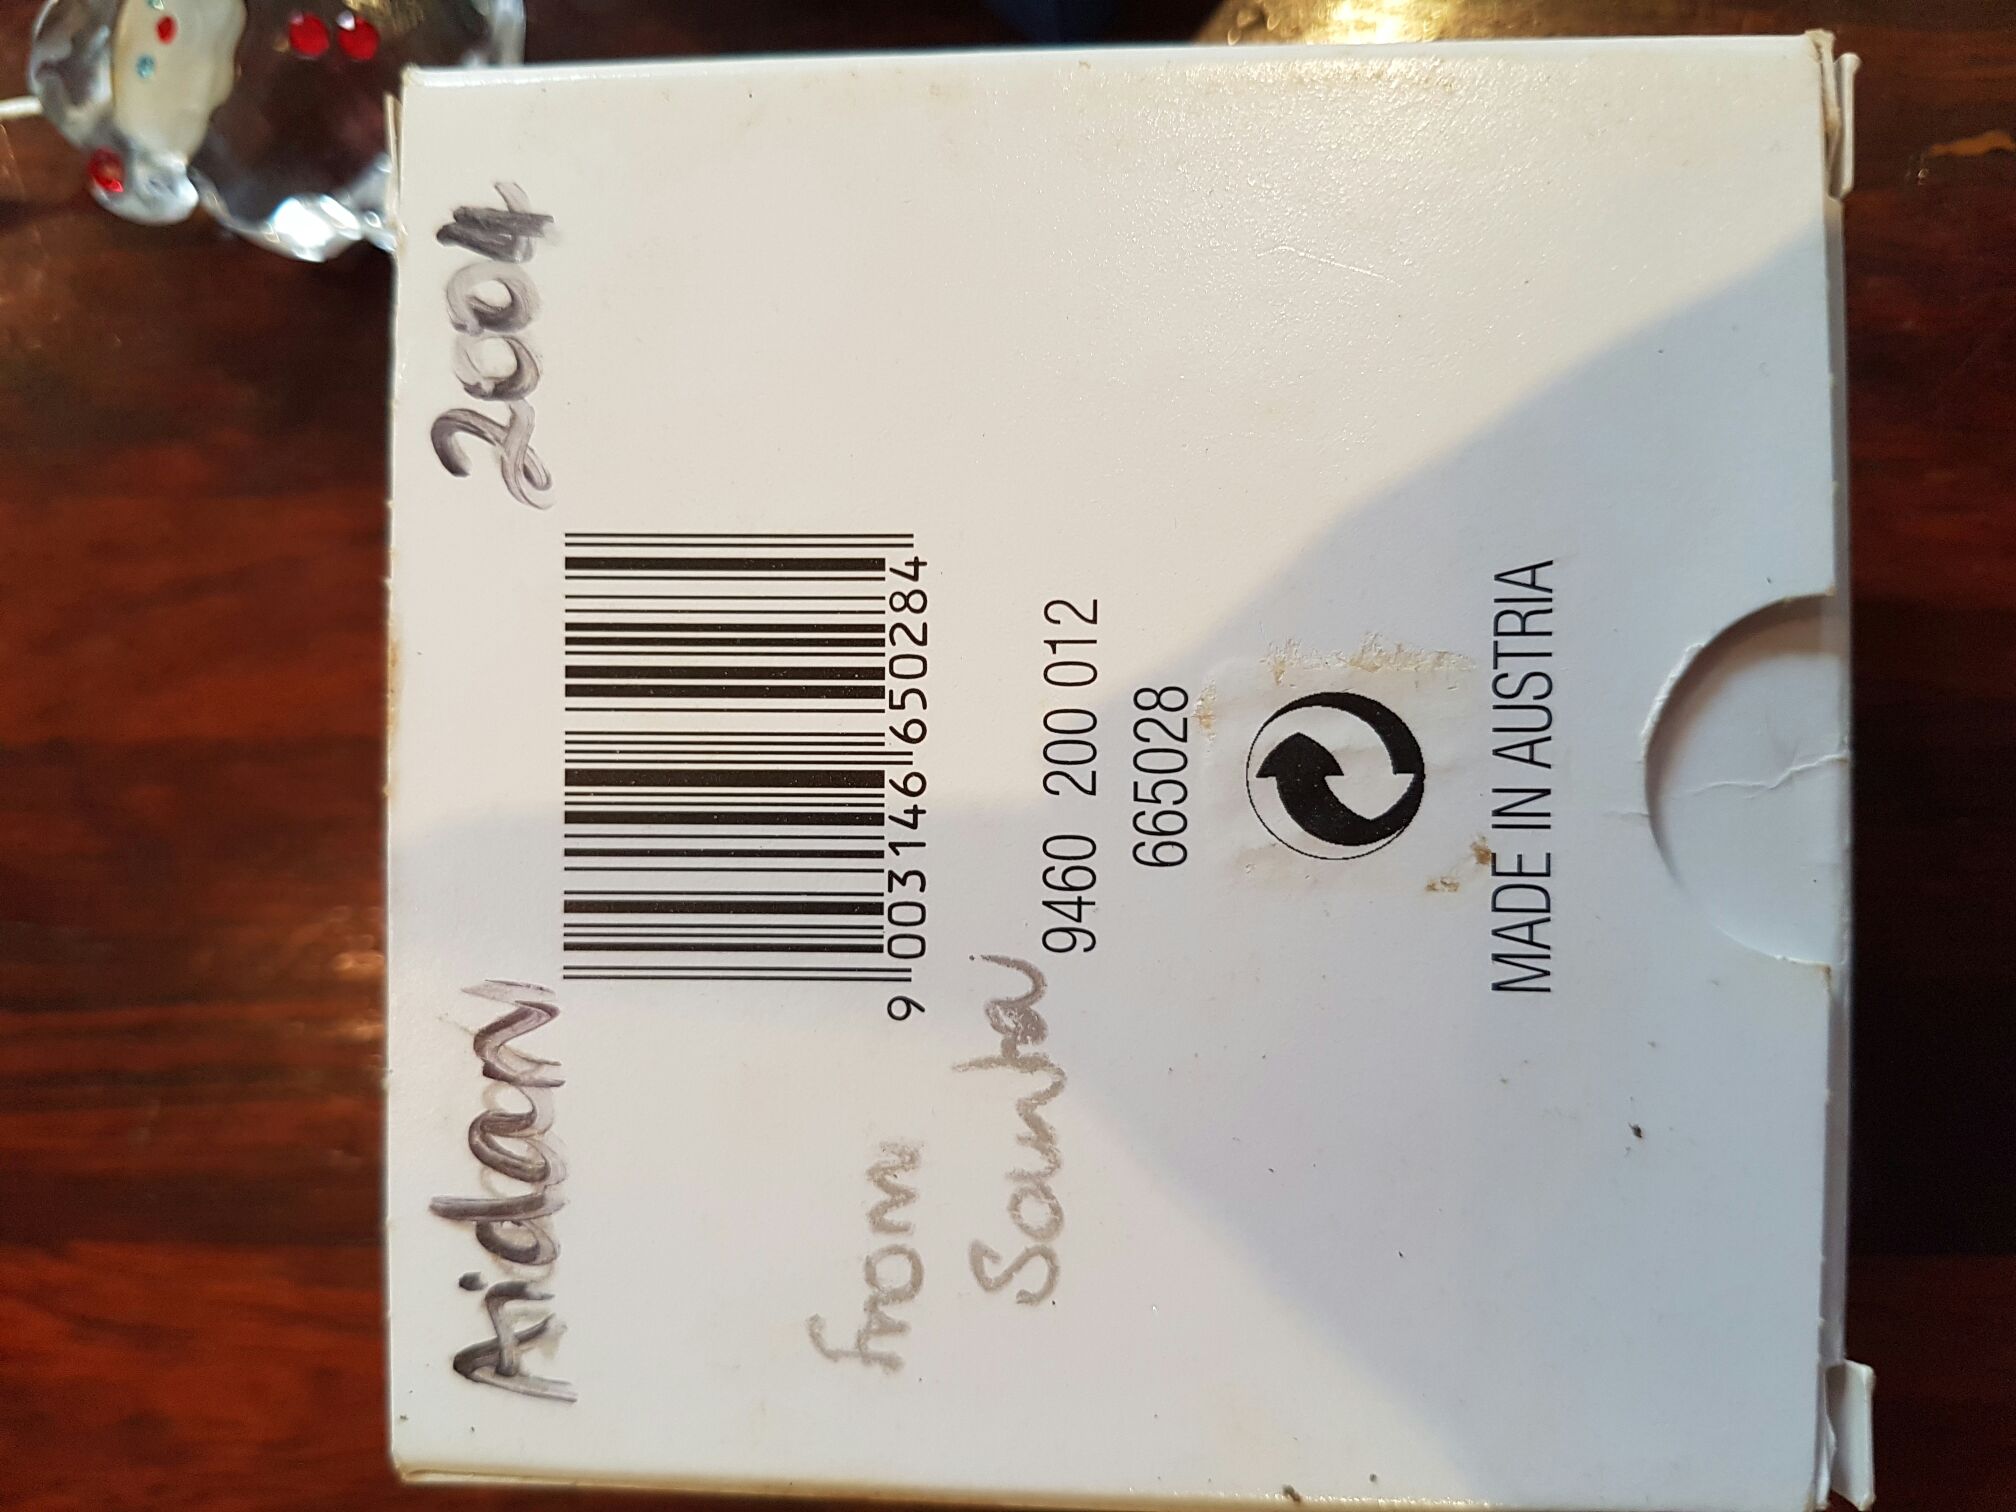 Aidan 2004
9 003146 650284
from
Santa
9460 200 012
665028
MADE IN AUSTRIA